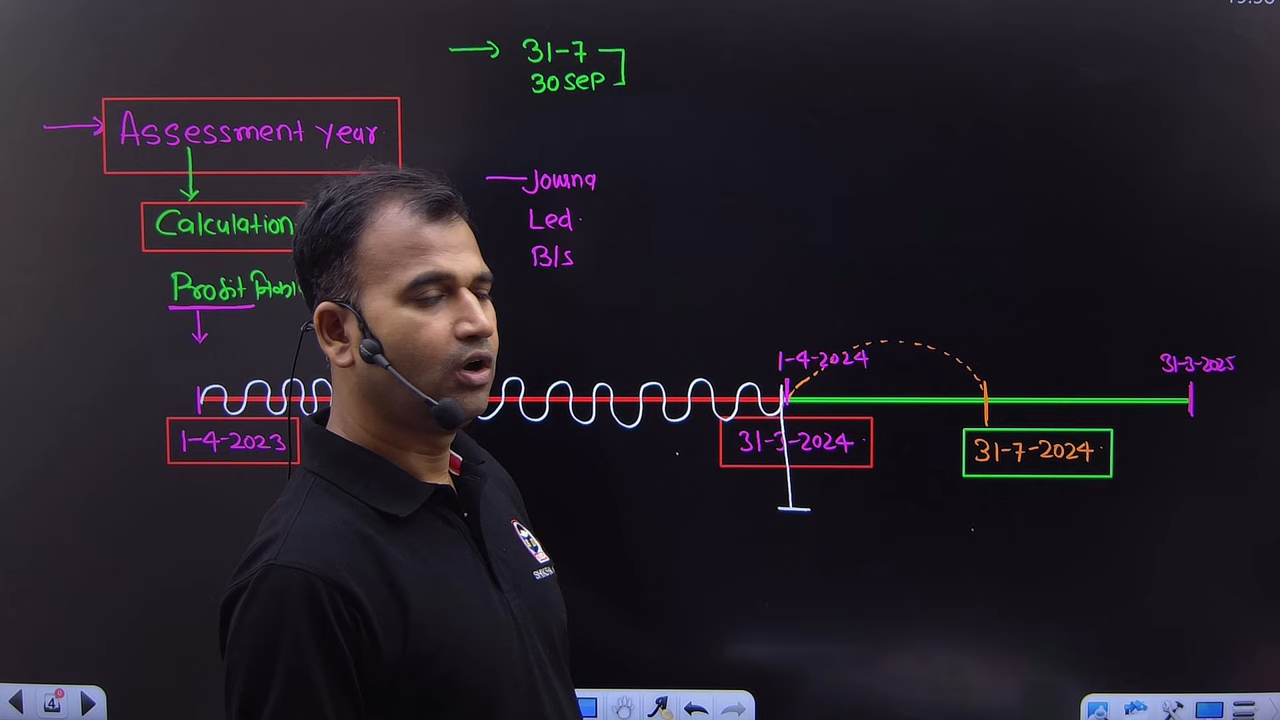 31-7
30 Sep
Assessment year
Journa
Calculation
Led.
B/s
Profit
1-4-2024
31-3-2025
1-4-2023
31-3-2024
31-7-2024
4